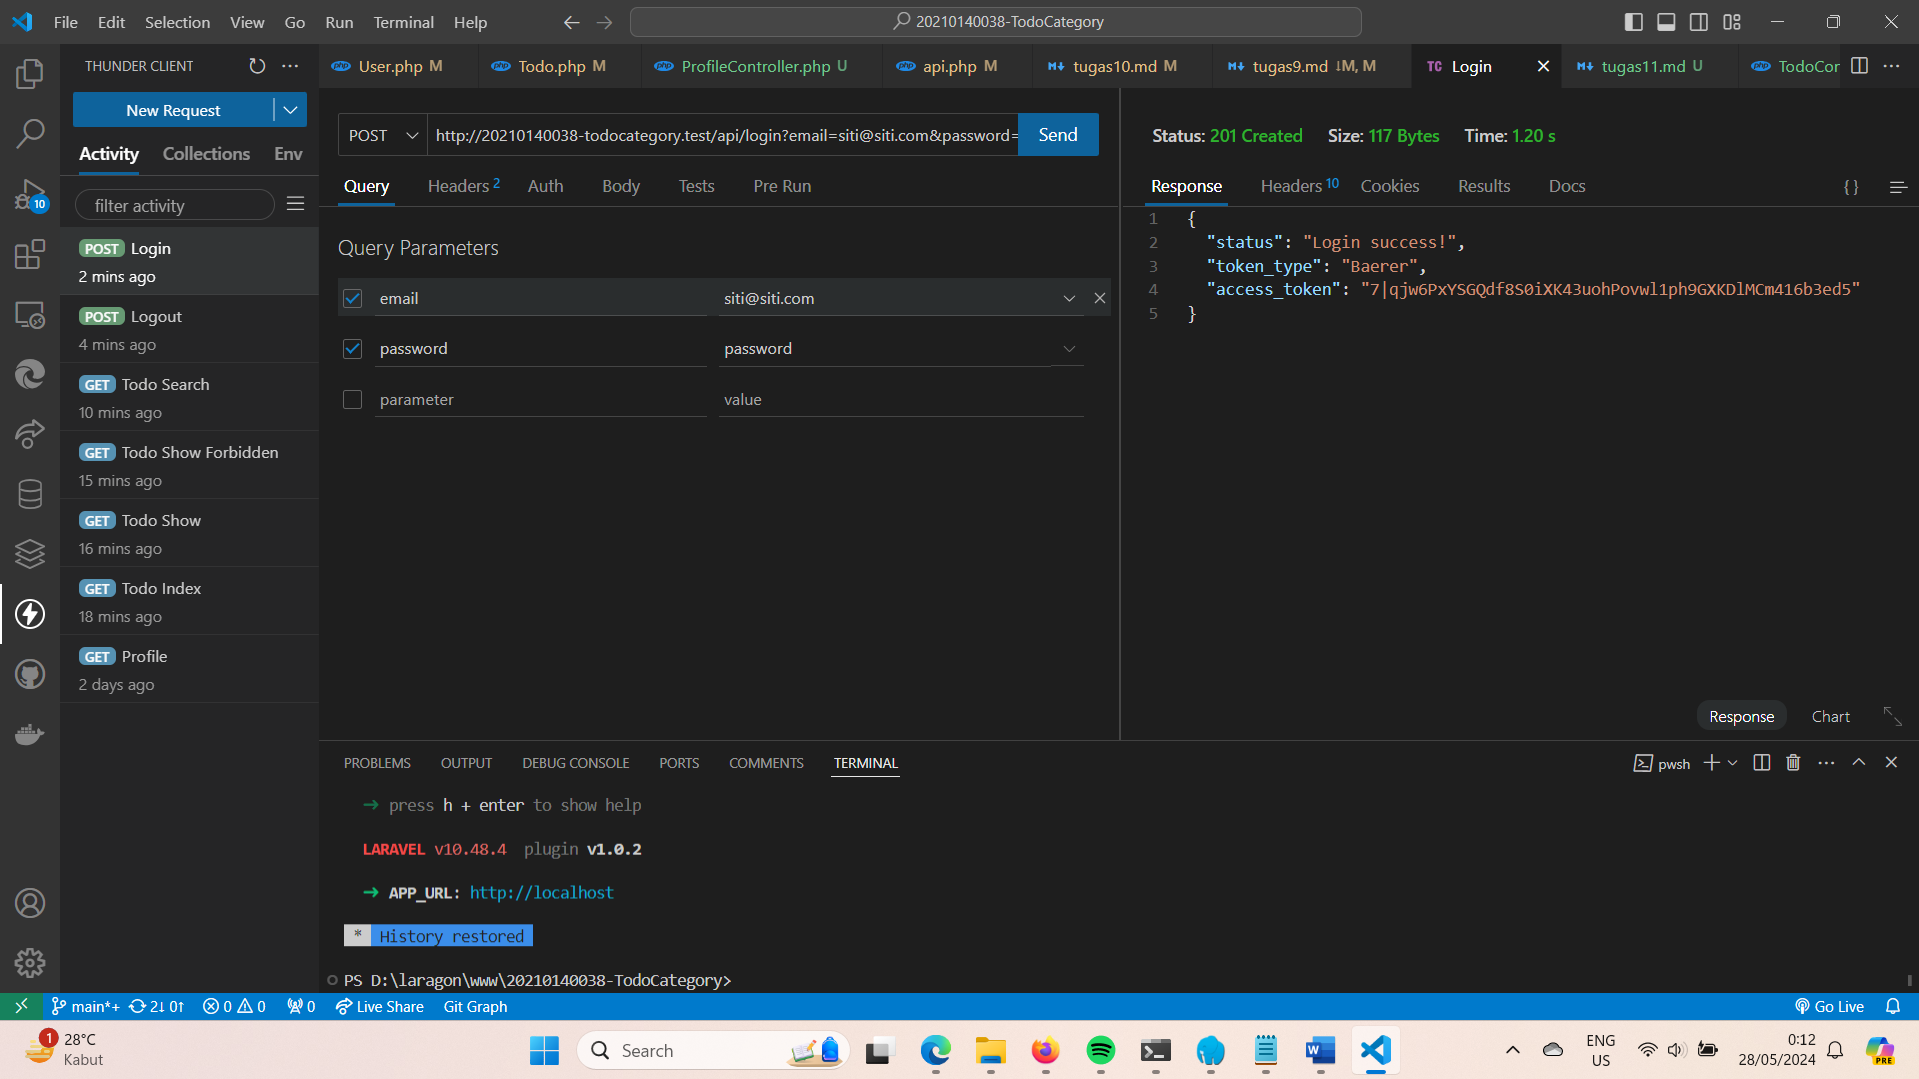 File Edit Selection View Go Run Terminal Help
20210140038-TodoCategory
THUNDER CLIENT
New Request
Activity Collections Env
filter activity
POST Login
2 mins ago
POST Logout
4 mins ago
GET Todo Search
10 mins ago
GET Todo Show Forbidden
15 mins ago
GET Todo Show
16 mins ago
GET Todo Index
18 mins ago
GET Profile
2 days ago
10
php User.php M php Todo.php M php ProfileController.php U php api.php M tugas10.md M tugas9.md ↓M, M TC Login tugas11.md U php TodoCor
POST http://20210140038-todocategory.test/api/login?email=siti@siti.com&password= Send
Query Headers 2 Auth Body Tests Pre Run
Query Parameters
email siti@siti.com
password password
parameter value
Status: 201 Created Size: 117 Bytes Time: 1.20 s
Response Headers 10 Cookies Results Docs { }
1 {
2 "status": "Login success!",
3 "token_type": "Baerer",
4 "access_token": "7|qjw6PxYSGQdf8S0iXK43uohPovwl1ph9GXKDlMCm416b3ed5"
5 }
Response Chart
PROBLEMS OUTPUT DEBUG CONSOLE PORTS COMMENTS TERMINAL
pwsh
➜ press h + enter to show help
LARAVEL v10.48.4 plugin v1.0.2
➜ APP_URL: http://localhost
* History restored
PS D:\laragon\www\20210140038-TodoCategory>
main*+ 2↓ 0↑ 0 0 0 Live Share Git Graph
Go Live
1
28°C
Kabut
Search
ENG
US
0:12
28/05/2024
PRE